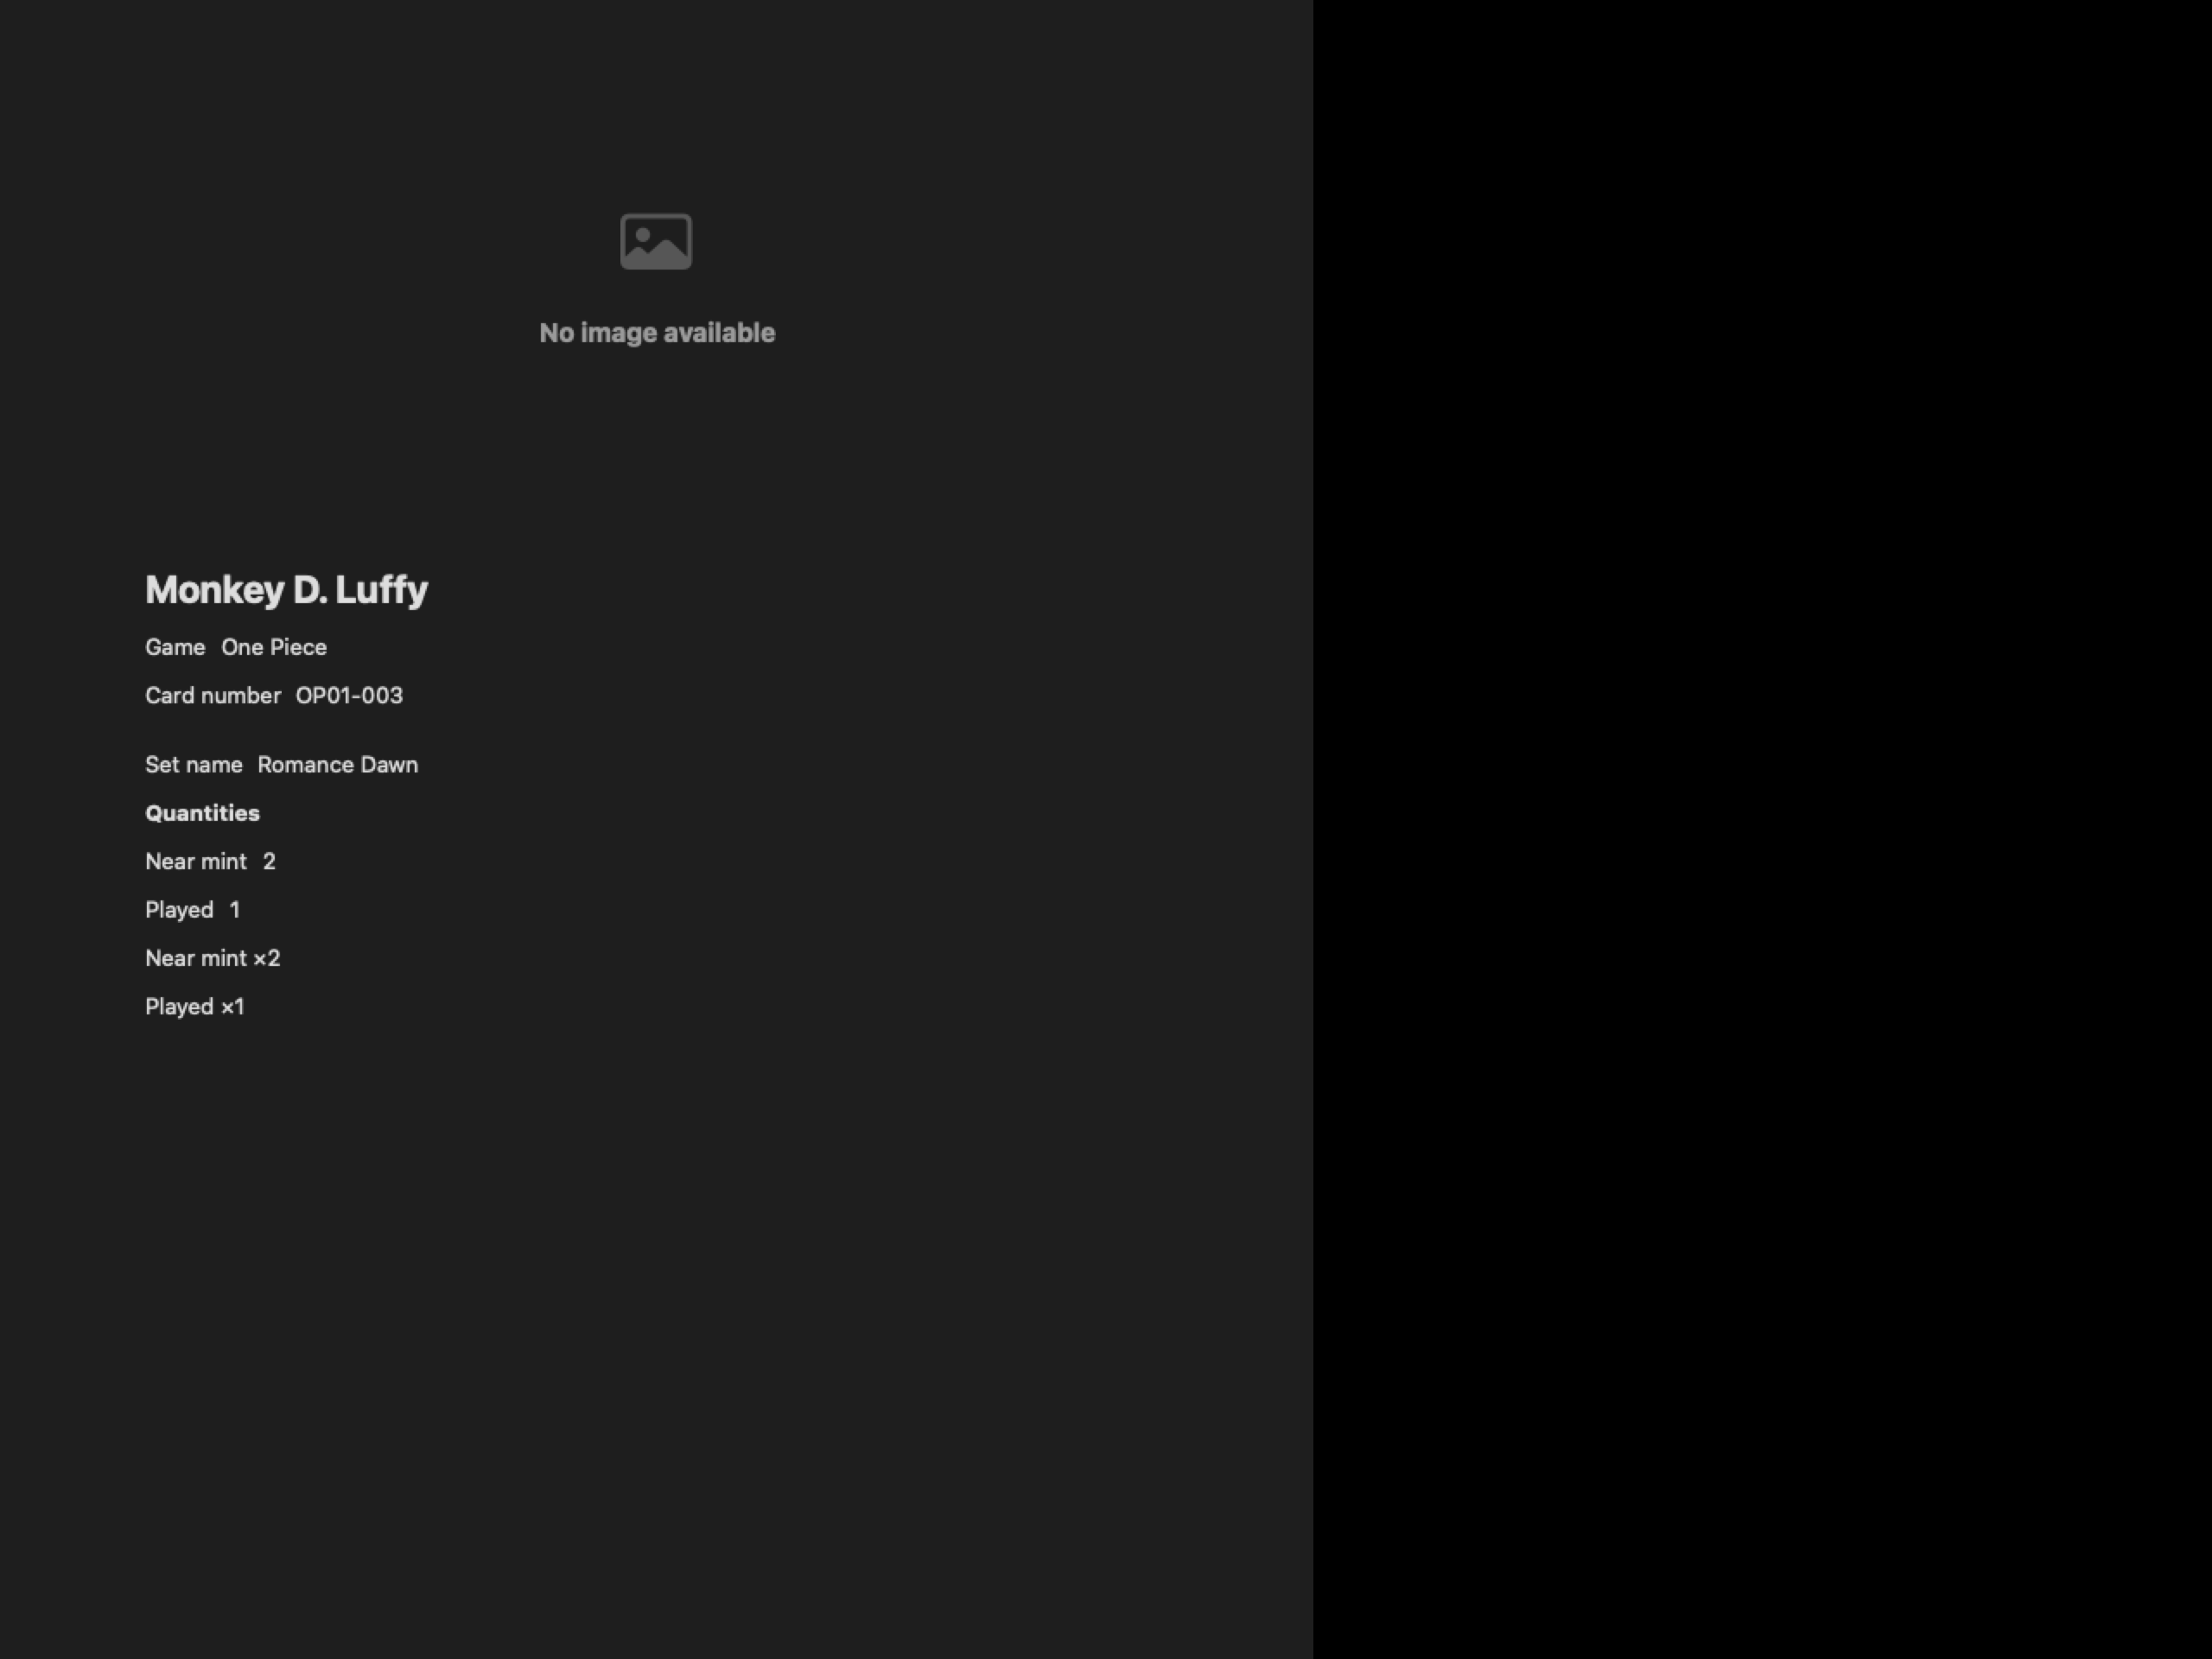 No image available
Monkey D. Luffy
Game One Piece
Card number OP01-003
Set name Romance Dawn
Quantities
Near mint 2
Played 1
Near mint ×2
Played ×1